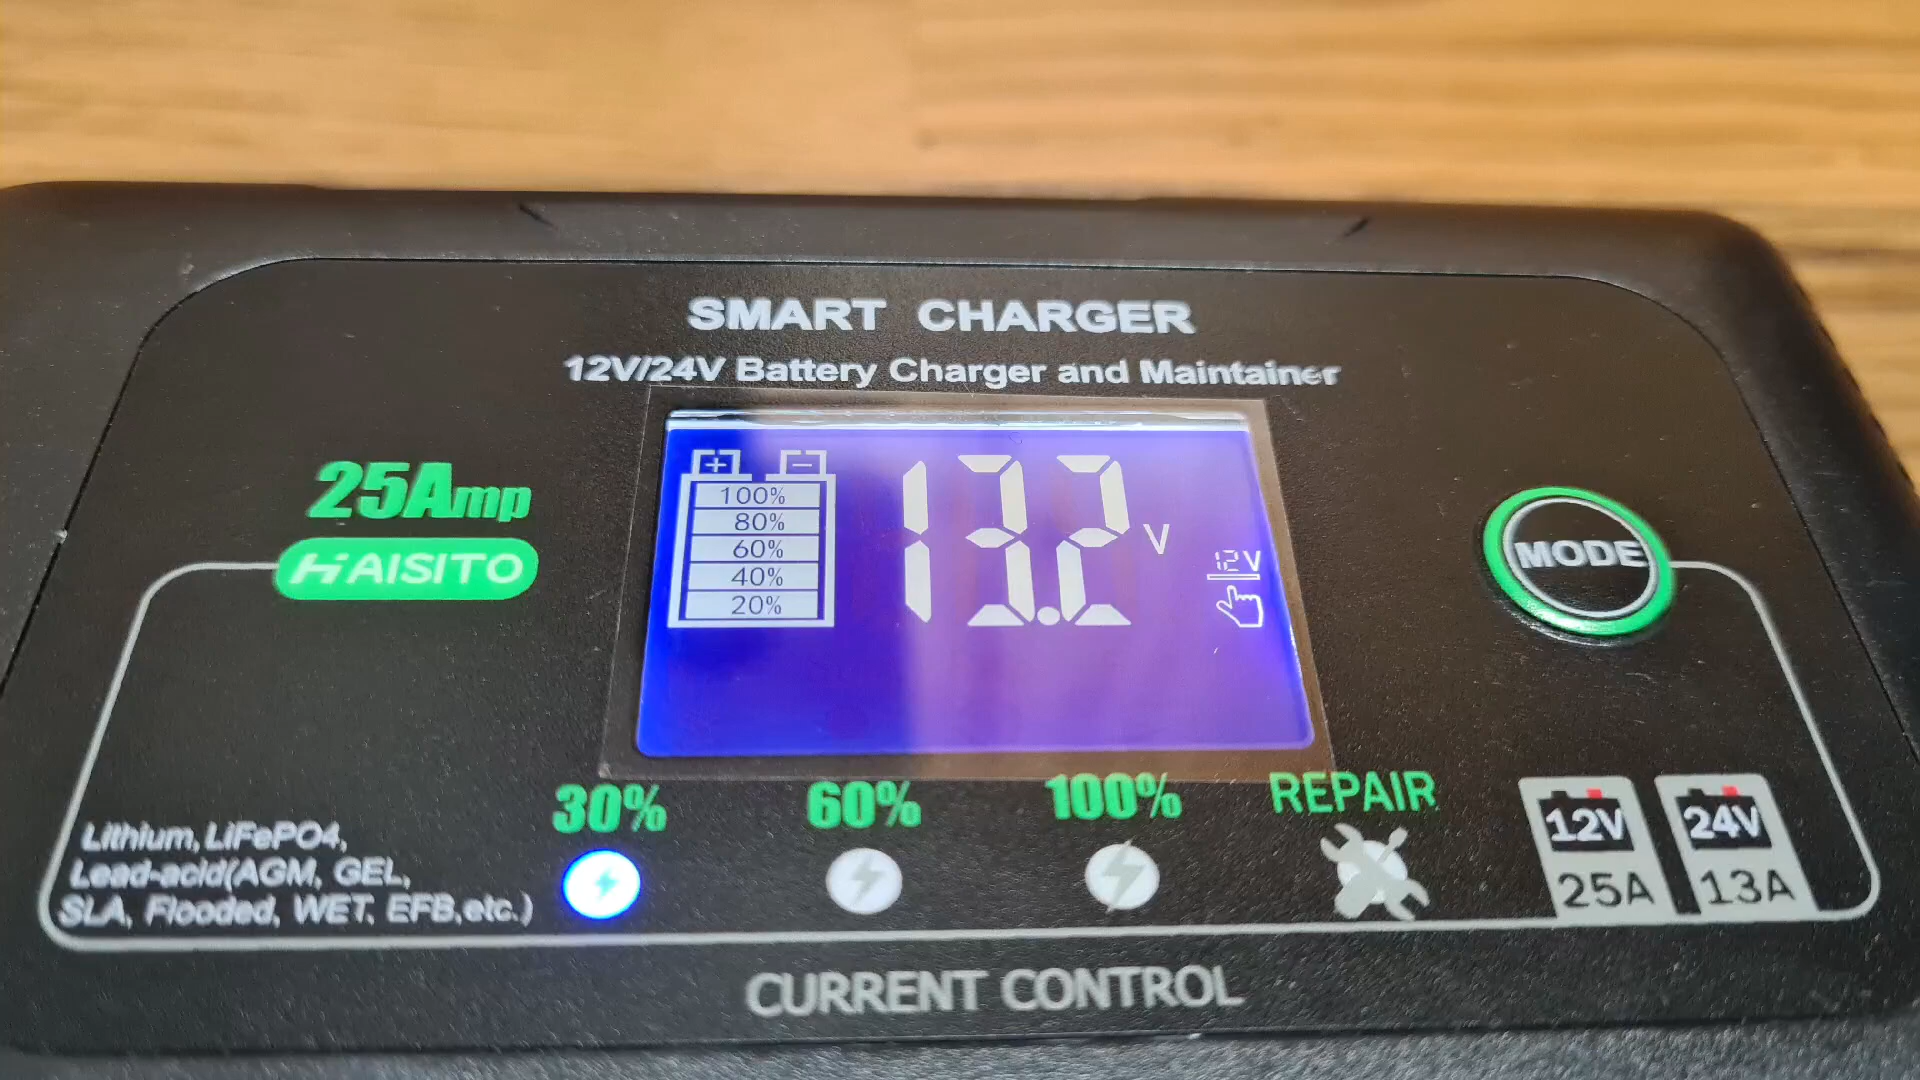 SMART CHARGER
12V/24V Battery Charger and Maintainer
25Amp
HAISITO
+ -
100%
80%
60%
40%
20%
13.2 V
12V
MODE
30% 60% 100% REPAIR
Lithium, LiFePO4,
Lead-acid(AGM, GEL,
SLA, Flooded, WET, EFB,etc.)
12V 24V
25A 13A
CURRENT CONTROL